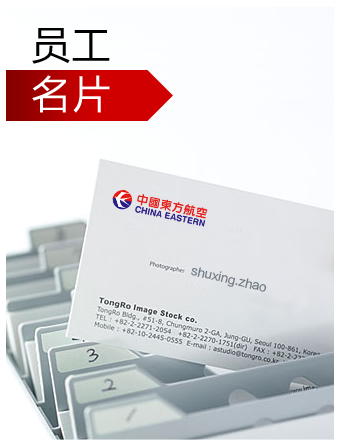 员工
名片
中國東方航空
CHINA EASTERN
Photographer shuxing.zhao
TongRo Image Stock co.
TongRo Bldg., #51-8, Chungmuro 2-GA, Jung-GU, Seoul 100-861, Korea
TEL : +82-2-2271-2054 +82-2-2270-1751(dir) FAX : +82-2-22
Mobile : +82-10-2445-0555 E-mail : astudio@tongro.co.k
3
2
1